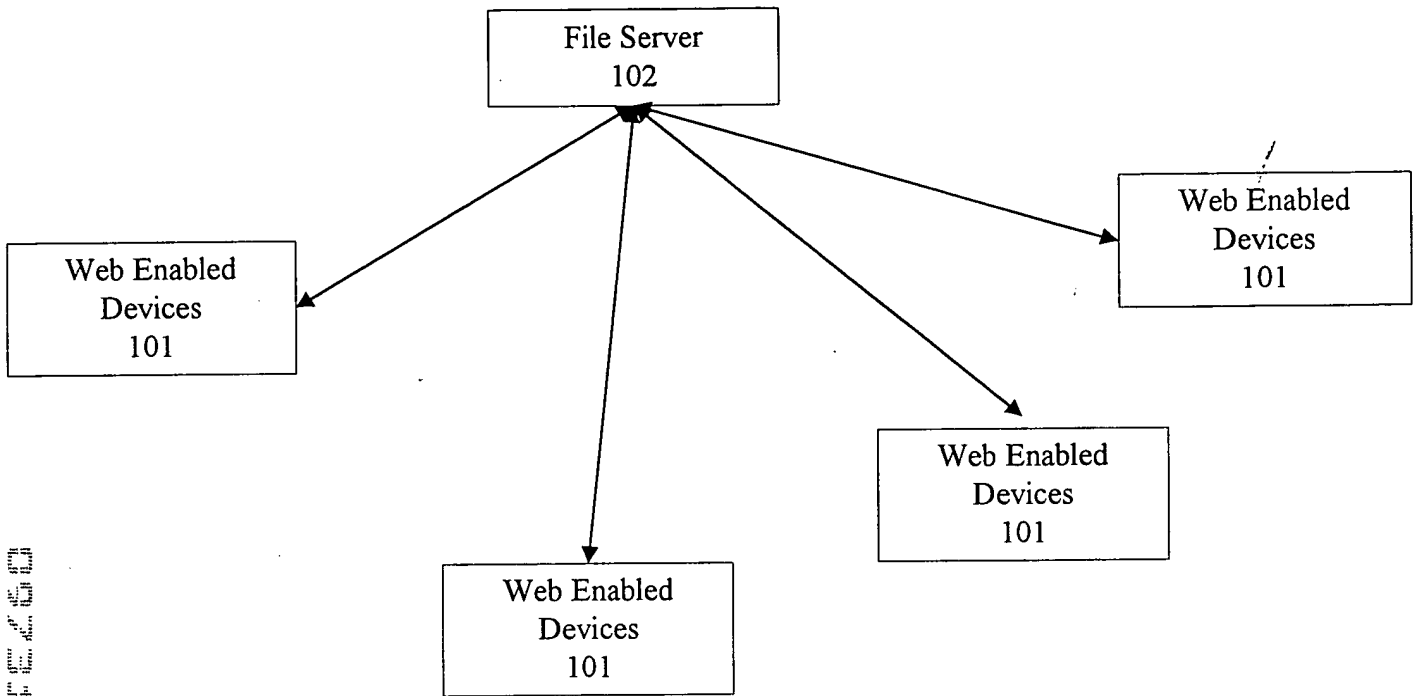 File Server
102
Web Enabled
Devices
101
Web Enabled
Devices
101
Web Enabled
Devices
101
Web Enabled
Devices
101